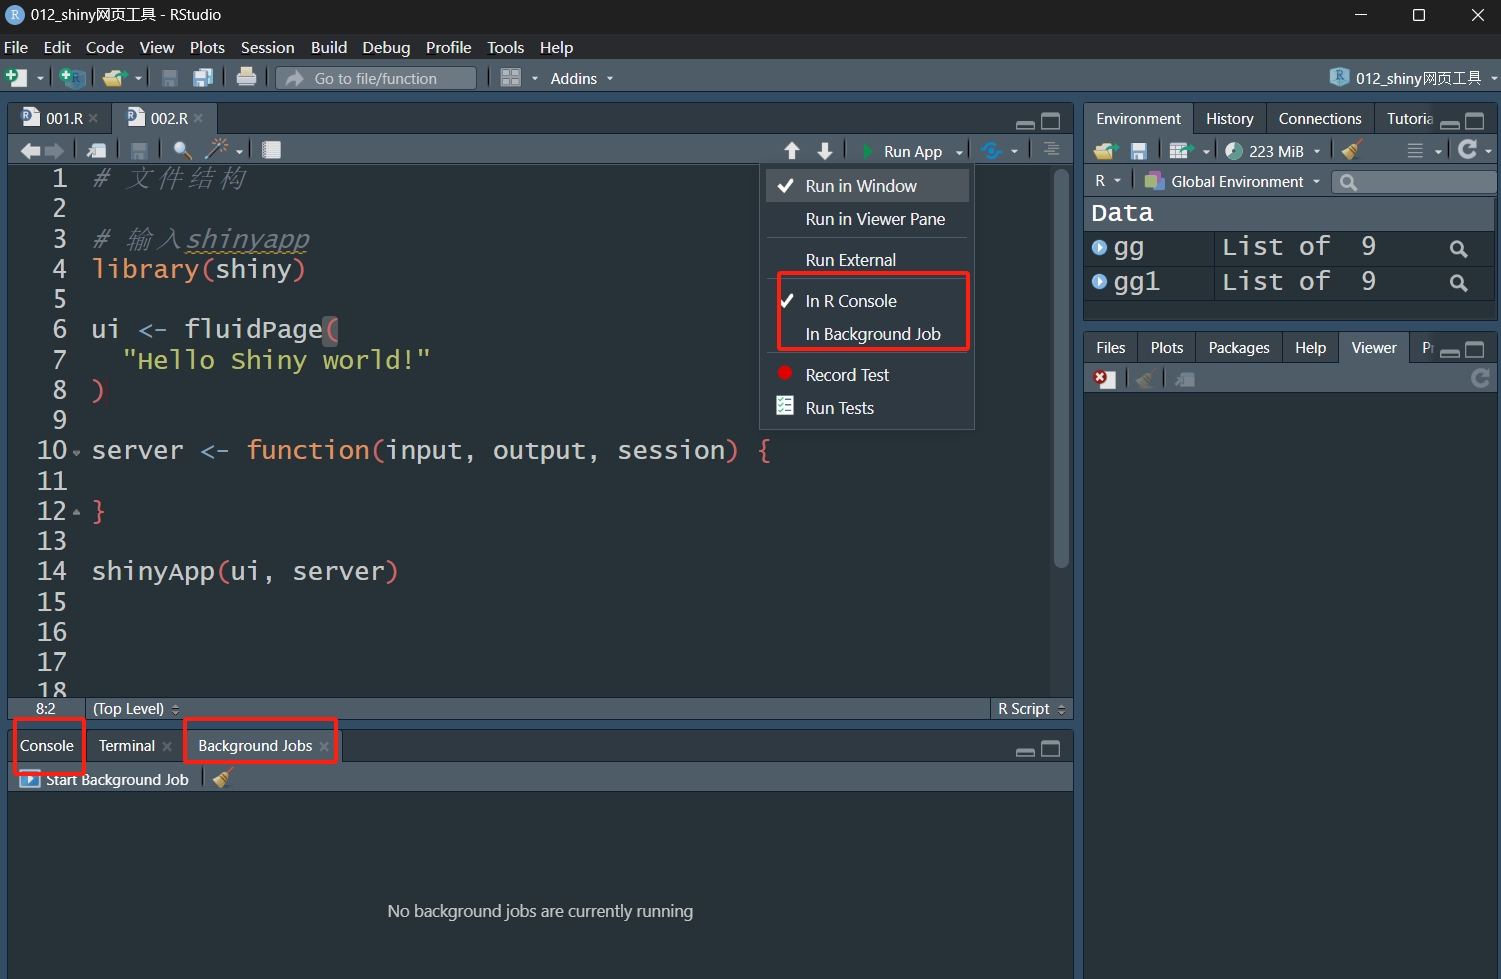 012_shiny网页工具 - RStudio
File Edit Code View Plots Session Build Debug Profile Tools Help
Go to file/function Addins 012_shiny网页工具
001.R 002.R
Run App
1 # 文件结构
2
3 # 输入shinyapp
4 library(shiny)
5
6 ui <- fluidPage(
7 "Hello Shiny world!"
8 )
9
10 server <- function(input, output, session) {
11
12 }
13
14 shinyApp(ui, server)
15
16
17
18
Run in Window
Run in Viewer Pane
Run External
In R Console
In Background Job
Record Test
Run Tests
8:2 (Top Level) R Script
Console Terminal Background Jobs
Start Background Job
No background jobs are currently running
Environment History Connections Tutoria
223 MiB
R Global Environment
Data
gg List of 9
gg1 List of 9
Files Plots Packages Help Viewer Pr